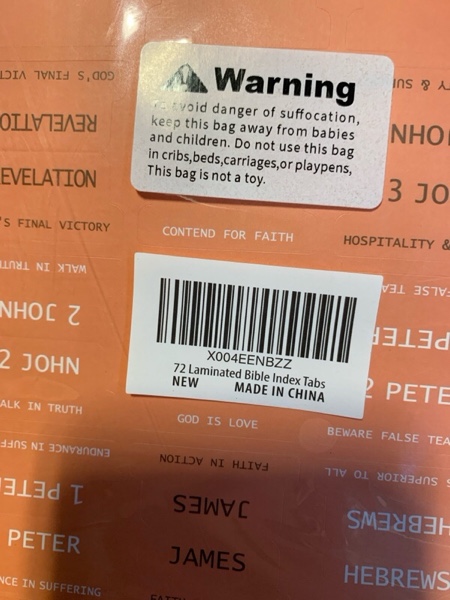 Warning
To avoid danger of suffocation,
keep this bag away from babies
and children. Do not use this bag
in cribs,beds,carriages,or playpens,
This bag is not a toy.
GOD'S FINAL
REVELATION
REVELATION
'S FINAL VICTORY
WALK IN TRUTH
2 JOHN
2 JOHN
ALK IN TRUTH
ENDURANCE IN SUFF
1 PETER
PETER
NCE IN SUFFERING
CONTEND FOR FAITH
X004EENBZZ
72 Laminated Bible Index Tabs
NEW MADE IN CHINA
GOD IS LOVE
FAITH IN ACTION
JAMES
JAMES
JOHN
3 JO
HOSPITALITY &
FALSE TEA
PETER
2 PETE
BEWARE FALSE TEA
SUPERIOR TO ALL
HEBREWS
HEBREWS